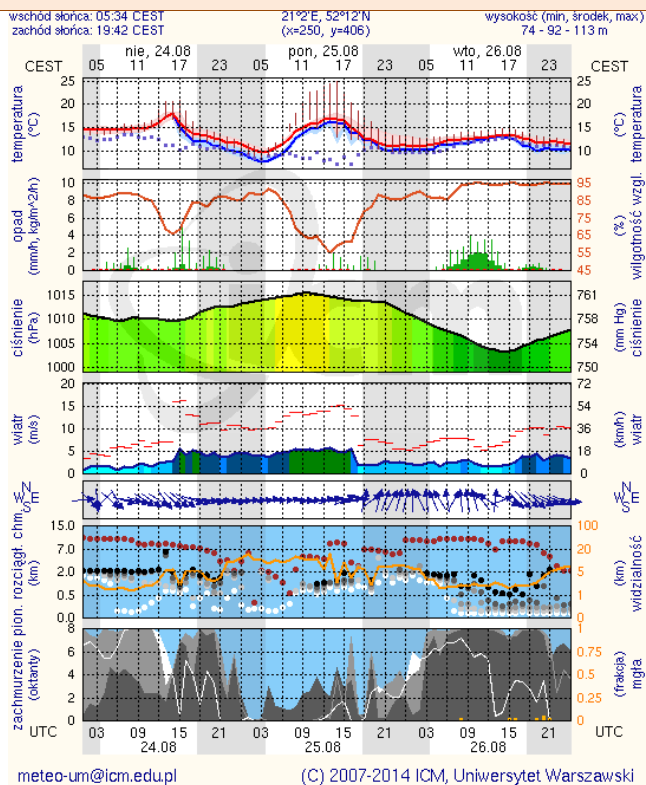 wschód słońca: 05:34 CEST 21°2'E, 52°12'N wysokość (min, środek, max)
zachód słońca: 19:42 CEST (x=250, y=406) 74 - 92 - 113 m
nie, 24.08 pon, 25.08 wto, 26.08
CEST 05 11 17 23 05 11 17 23 05 11 17 23 CEST
temperatura
(°C)
25
20
15
10
25
20
15
10
(°C)
temperatura
opad
(mm/h, kg/m^2/h)
10
8
6
4
2
0
95
85
75
65
55
45
(%)
wilgotność wzgl.
ciśnienie
(hPa)
1015
1010
1005
1000
761
758
754
750
(mm Hg)
ciśnienie
wiatr
(m/s)
20
15
10
5
0
72
54
36
18
0
(km/h)
wiatr
N
W E
S
N
W E
S
pion. rozciągł. chm.
(km)
15.0
7.0
2.0
0.5
0.0
100
20
5
1
0
(km)
widzialność
zachmurzenie
(oktanty)
8
6
4
2
0
1
0.75
0.5
0.25
0
(frakcja)
mgła
UTC 03 09 15 21 03 09 15 21 03 09 15 21 UTC
24.08 25.08 26.08
meteo-um@icm.edu.pl (C) 2007-2014 ICM, Uniwersytet Warszawski